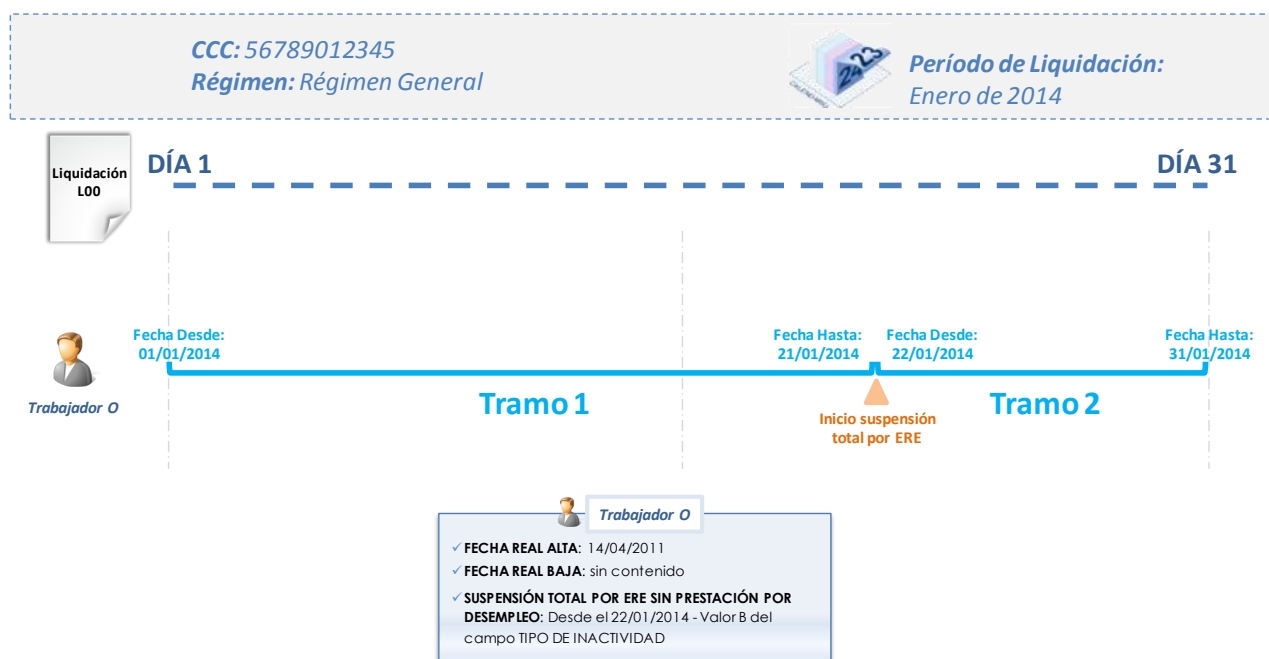 CCC: 56789012345
Régimen: Régimen General
Período de Liquidación:
Enero de 2014
24 23
CALENDARIO
Liquidación
L00
DÍA 1
DÍA 31
Fecha Desde:
01/01/2014
Fecha Hasta:
21/01/2014
Fecha Desde:
22/01/2014
Fecha Hasta:
31/01/2014
Trabajador O
Tramo 1
Tramo 2
Inicio suspensión
total por ERE
Trabajador O
✓ FECHA REAL ALTA: 14/04/2011
✓ FECHA REAL BAJA: sin contenido
✓ SUSPENSIÓN TOTAL POR ERE SIN PRESTACIÓN POR
DESEMPLEO: Desde el 22/01/2014 - Valor B del
campo TIPO DE INACTIVIDAD